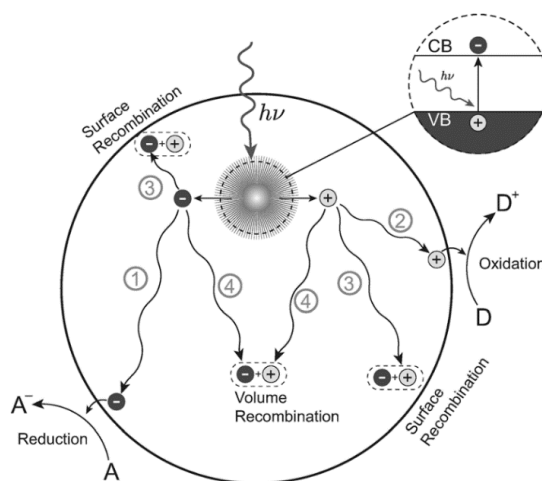 CB
hν
VB
hν
Surface
Recombination
- + +
3
-
+
2
D+
1
4
4
3
+
Oxidation
D
- + +
- + +
Volume
Recombination
Surface
Recombination
A-
-
Reduction
A